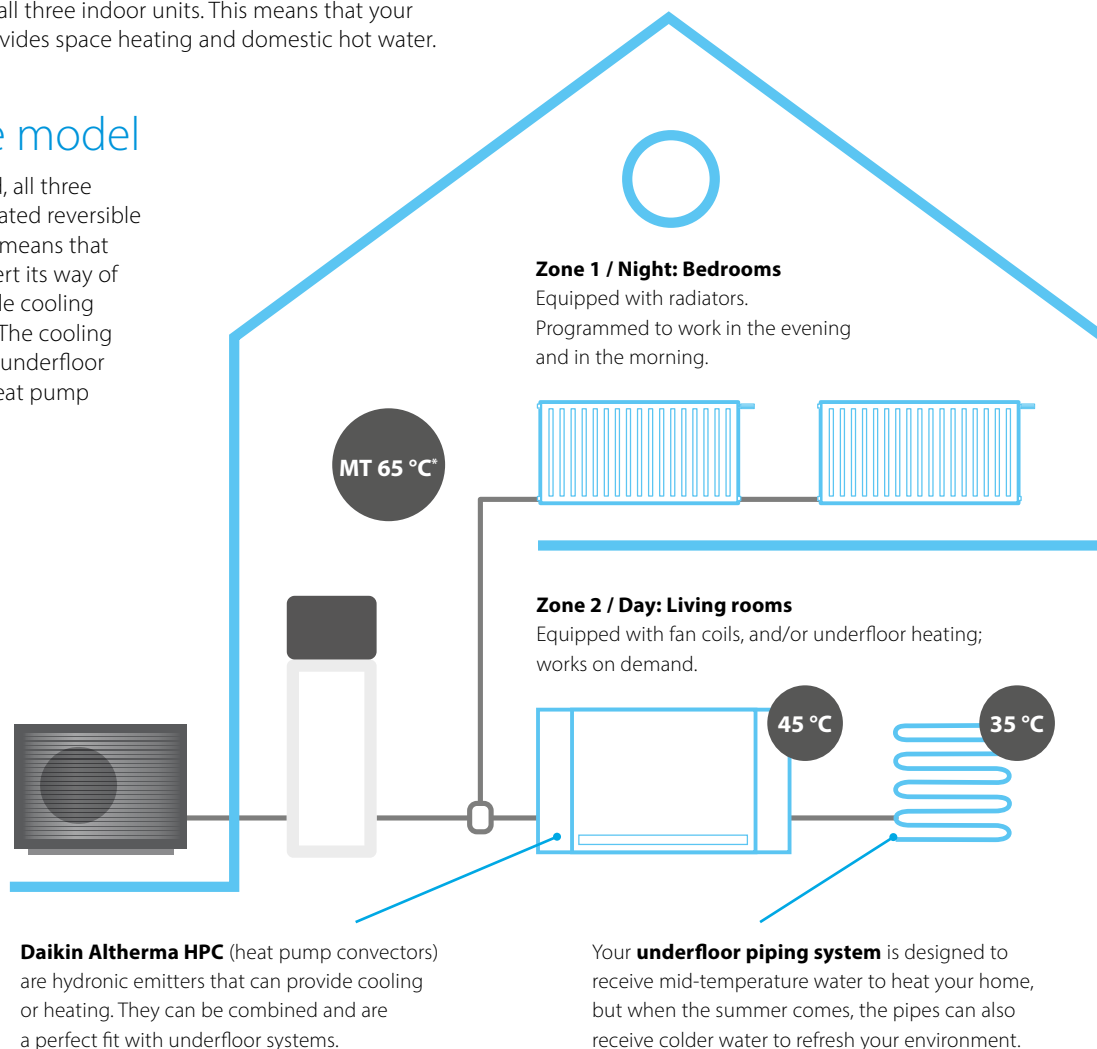 all three indoor units. This means that your
vides space heating and domestic hot water.
e model
, all three
ated reversible
means that
ert its way of
le cooling
The cooling
underfloor
eat pump
Zone 1 / Night: Bedrooms
Equipped with radiators.
Programmed to work in the evening
and in the morning.
MT 65 °C*
Zone 2 / Day: Living rooms
Equipped with fan coils, and/or underfloor heating;
works on demand.
45 °C
35 °C
Daikin Altherma HPC (heat pump convectors)
are hydronic emitters that can provide cooling
or heating. They can be combined and are
a perfect fit with underfloor systems.
Your underfloor piping system is designed to
receive mid-temperature water to heat your home,
but when the summer comes, the pipes can also
receive colder water to refresh your environment.